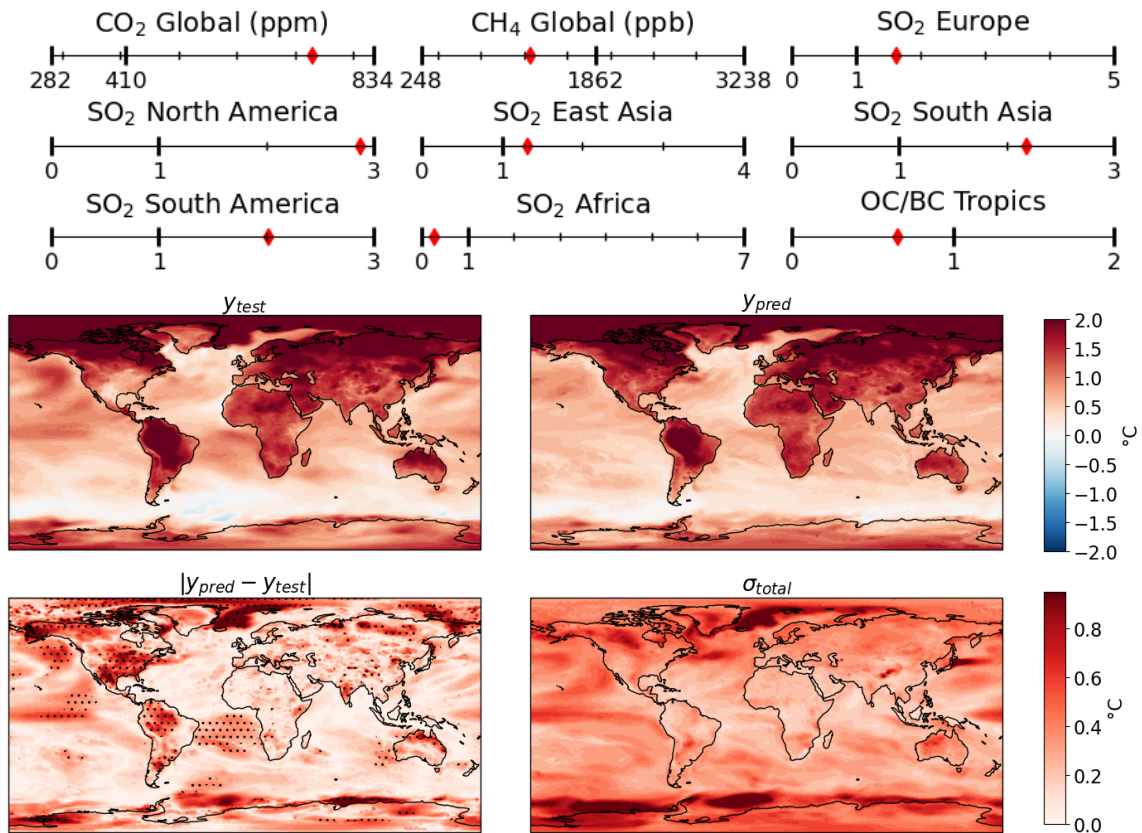 CO₂ Global (ppm) CH₄ Global (ppb) SO₂ Europe
282 410 834 248 1862 3238 0 1 5
SO₂ North America SO₂ East Asia SO₂ South Asia
0 1 3 0 1 4 0 1 3
SO₂ South America SO₂ Africa OC/BC Tropics
0 1 3 0 1 7 0 1 2
y_test y_pred
2.0
1.5
1.0
0.5
0.0
−0.5
−1.0
−1.5
−2.0
°C
|y_pred − y_test| σ_total
0.8
0.6
0.4
0.2
0.0
°C